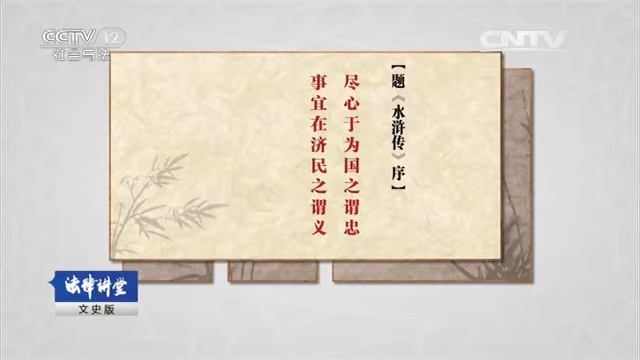 CCTV 12
社会与法
CNTV
【题《水浒传》序】
尽心于为国之谓忠
事宜在济民之谓义
法律讲堂
文史版